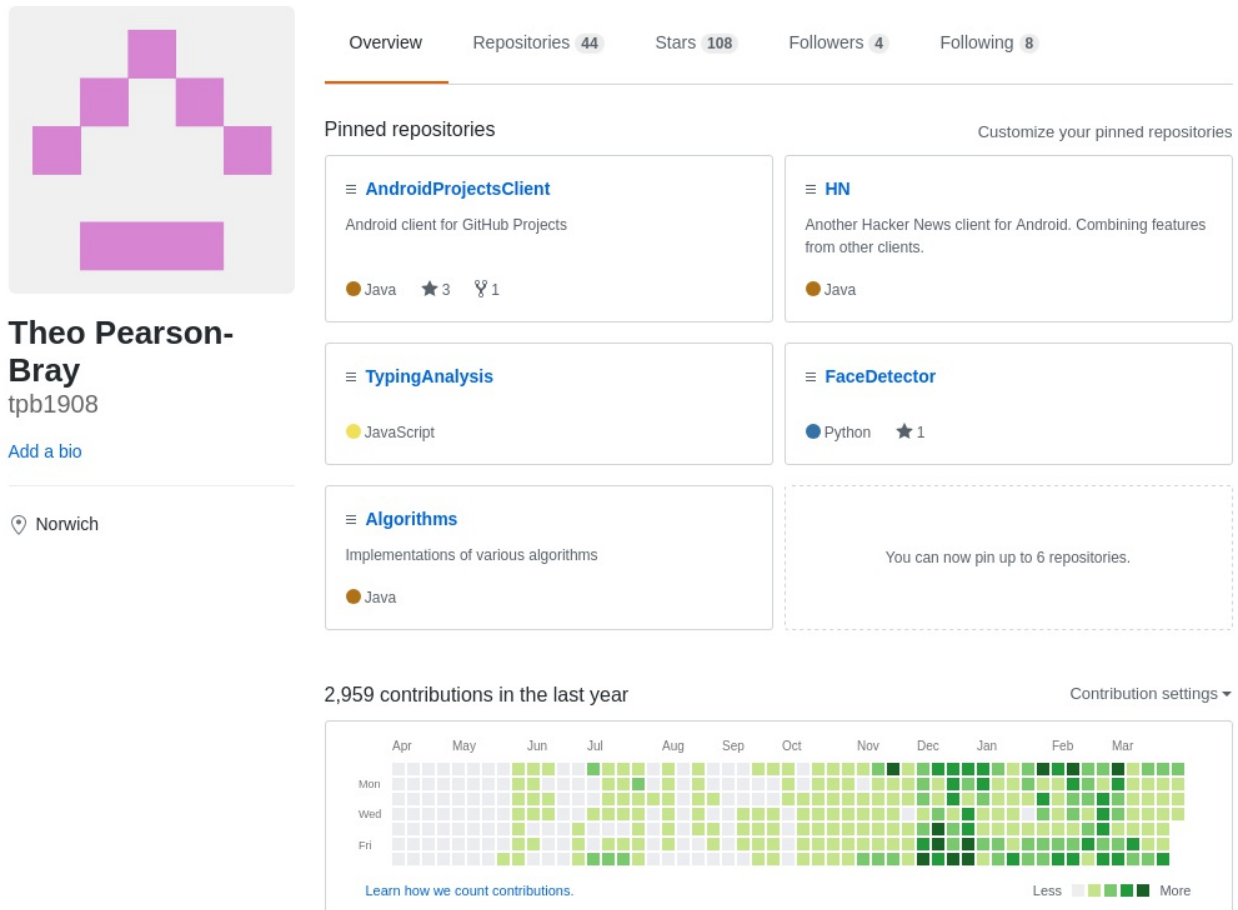 Overview Repositories 44 Stars 108 Followers 4 Following 8
Theo Pearson-
Bray
tpb1908
Add a bio
Norwich
Pinned repositories
Customize your pinned repositories
AndroidProjectsClient
Android client for GitHub Projects
Java 3 1
HN
Another Hacker News client for Android. Combining features
from other clients.
Java
TypingAnalysis
JavaScript
FaceDetector
Python 1
Algorithms
Implementations of various algorithms
Java
You can now pin up to 6 repositories.
2,959 contributions in the last year
Contribution settings
Apr May Jun Jul Aug Sep Oct Nov Dec Jan Feb Mar
Mon
Wed
Fri
Learn how we count contributions.
Less More